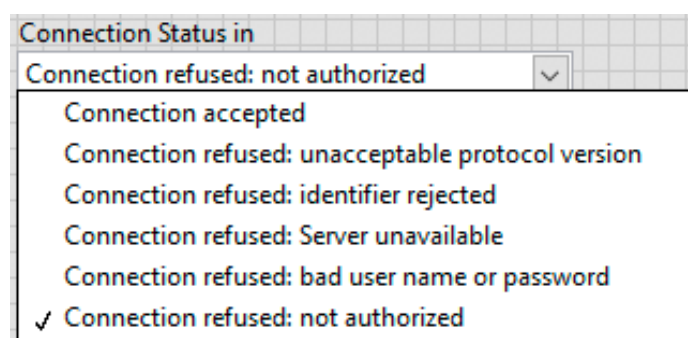 Connection Status in
Connection refused: not authorized
Connection accepted
Connection refused: unacceptable protocol version
Connection refused: identifier rejected
Connection refused: Server unavailable
Connection refused: bad user name or password
✓ Connection refused: not authorized